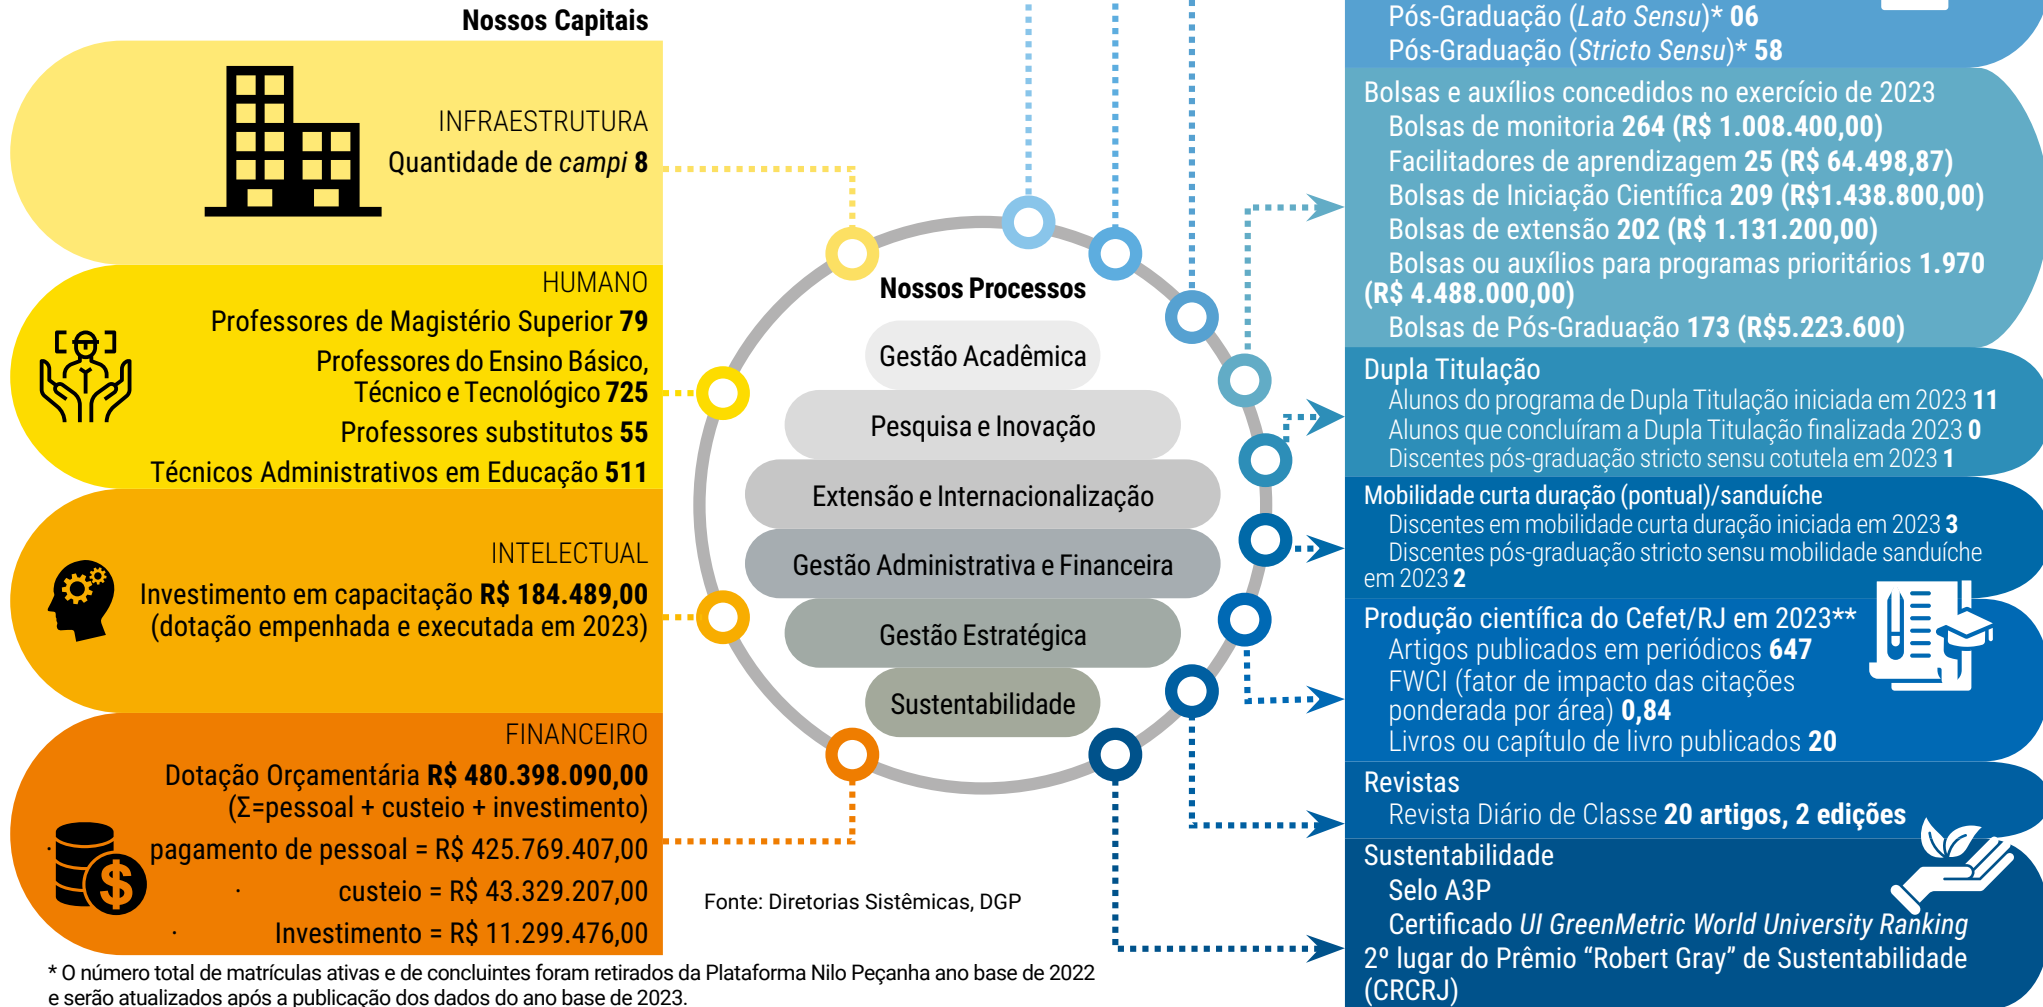 Nossos Capitais
INFRAESTRUTURA
Quantidade de campi 8
HUMANO
Professores de Magistério Superior 79
Professores do Ensino Básico,
Técnico e Tecnológico 725
Professores substitutos 55
Técnicos Administrativos em Educação 511
INTELECTUAL
Investimento em capacitação R$ 184.489,00
(dotação empenhada e executada em 2023)
FINANCEIRO
Dotação Orçamentária R$ 480.398.090,00
(Σ=pessoal + custeio + investimento)
· pagamento de pessoal = R$ 425.769.407,00
· custeio = R$ 43.329.207,00
· Investimento = R$ 11.299.476,00
Nossos Processos
Gestão Acadêmica
Pesquisa e Inovação
Extensão e Internacionalização
Gestão Administrativa e Financeira
Gestão Estratégica
Sustentabilidade
Fonte: Diretorias Sistêmicas, DGP
Pós-Graduação (Lato Sensu)* 06
Pós-Graduação (Stricto Sensu)* 58
Bolsas e auxílios concedidos no exercício de 2023
Bolsas de monitoria 264 (R$ 1.008.400,00)
Facilitadores de aprendizagem 25 (R$ 64.498,87)
Bolsas de Iniciação Científica 209 (R$1.438.800,00)
Bolsas de extensão 202 (R$ 1.131.200,00)
Bolsas ou auxílios para programas prioritários 1.970
(R$ 4.488.000,00)
Bolsas de Pós-Graduação 173 (R$5.223.600)
Dupla Titulação
Alunos do programa de Dupla Titulação iniciada em 2023 11
Alunos que concluíram a Dupla Titulação finalizada 2023 0
Discentes pós-graduação stricto sensu cotutela em 2023 1
Mobilidade curta duração (pontual)/sanduíche
Discentes em mobilidade curta duração iniciada em 2023 3
Discentes pós-graduação stricto sensu mobilidade sanduíche
em 2023 2
Produção científica do Cefet/RJ em 2023**
Artigos publicados em periódicos 647
FWCI (fator de impacto das citações
ponderada por área) 0,84
Livros ou capítulo de livro publicados 20
Revistas
Revista Diário de Classe 20 artigos, 2 edições
Sustentabilidade
Selo A3P
Certificado UI GreenMetric World University Ranking
2º lugar do Prêmio “Robert Gray” de Sustentabilidade
(CRCRJ)
* O número total de matrículas ativas e de concluintes foram retirados da Plataforma Nilo Peçanha ano base de 2022
e serão atualizados após a publicação dos dados do ano base de 2023.